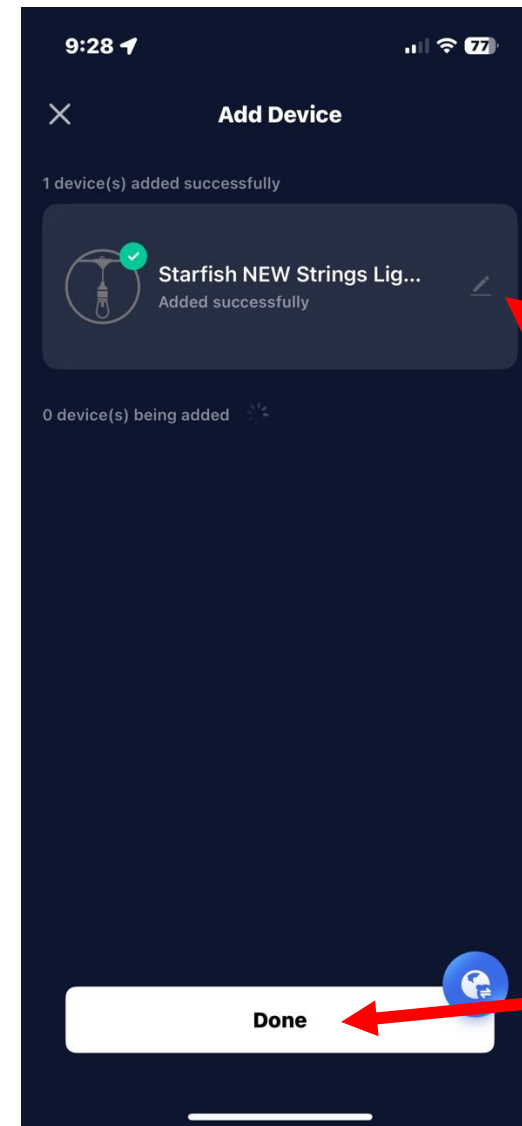 9:28
77
Add Device
1 device(s) added successfully
Starfish NEW Strings Lig...
Added successfully
0 device(s) being added
Done